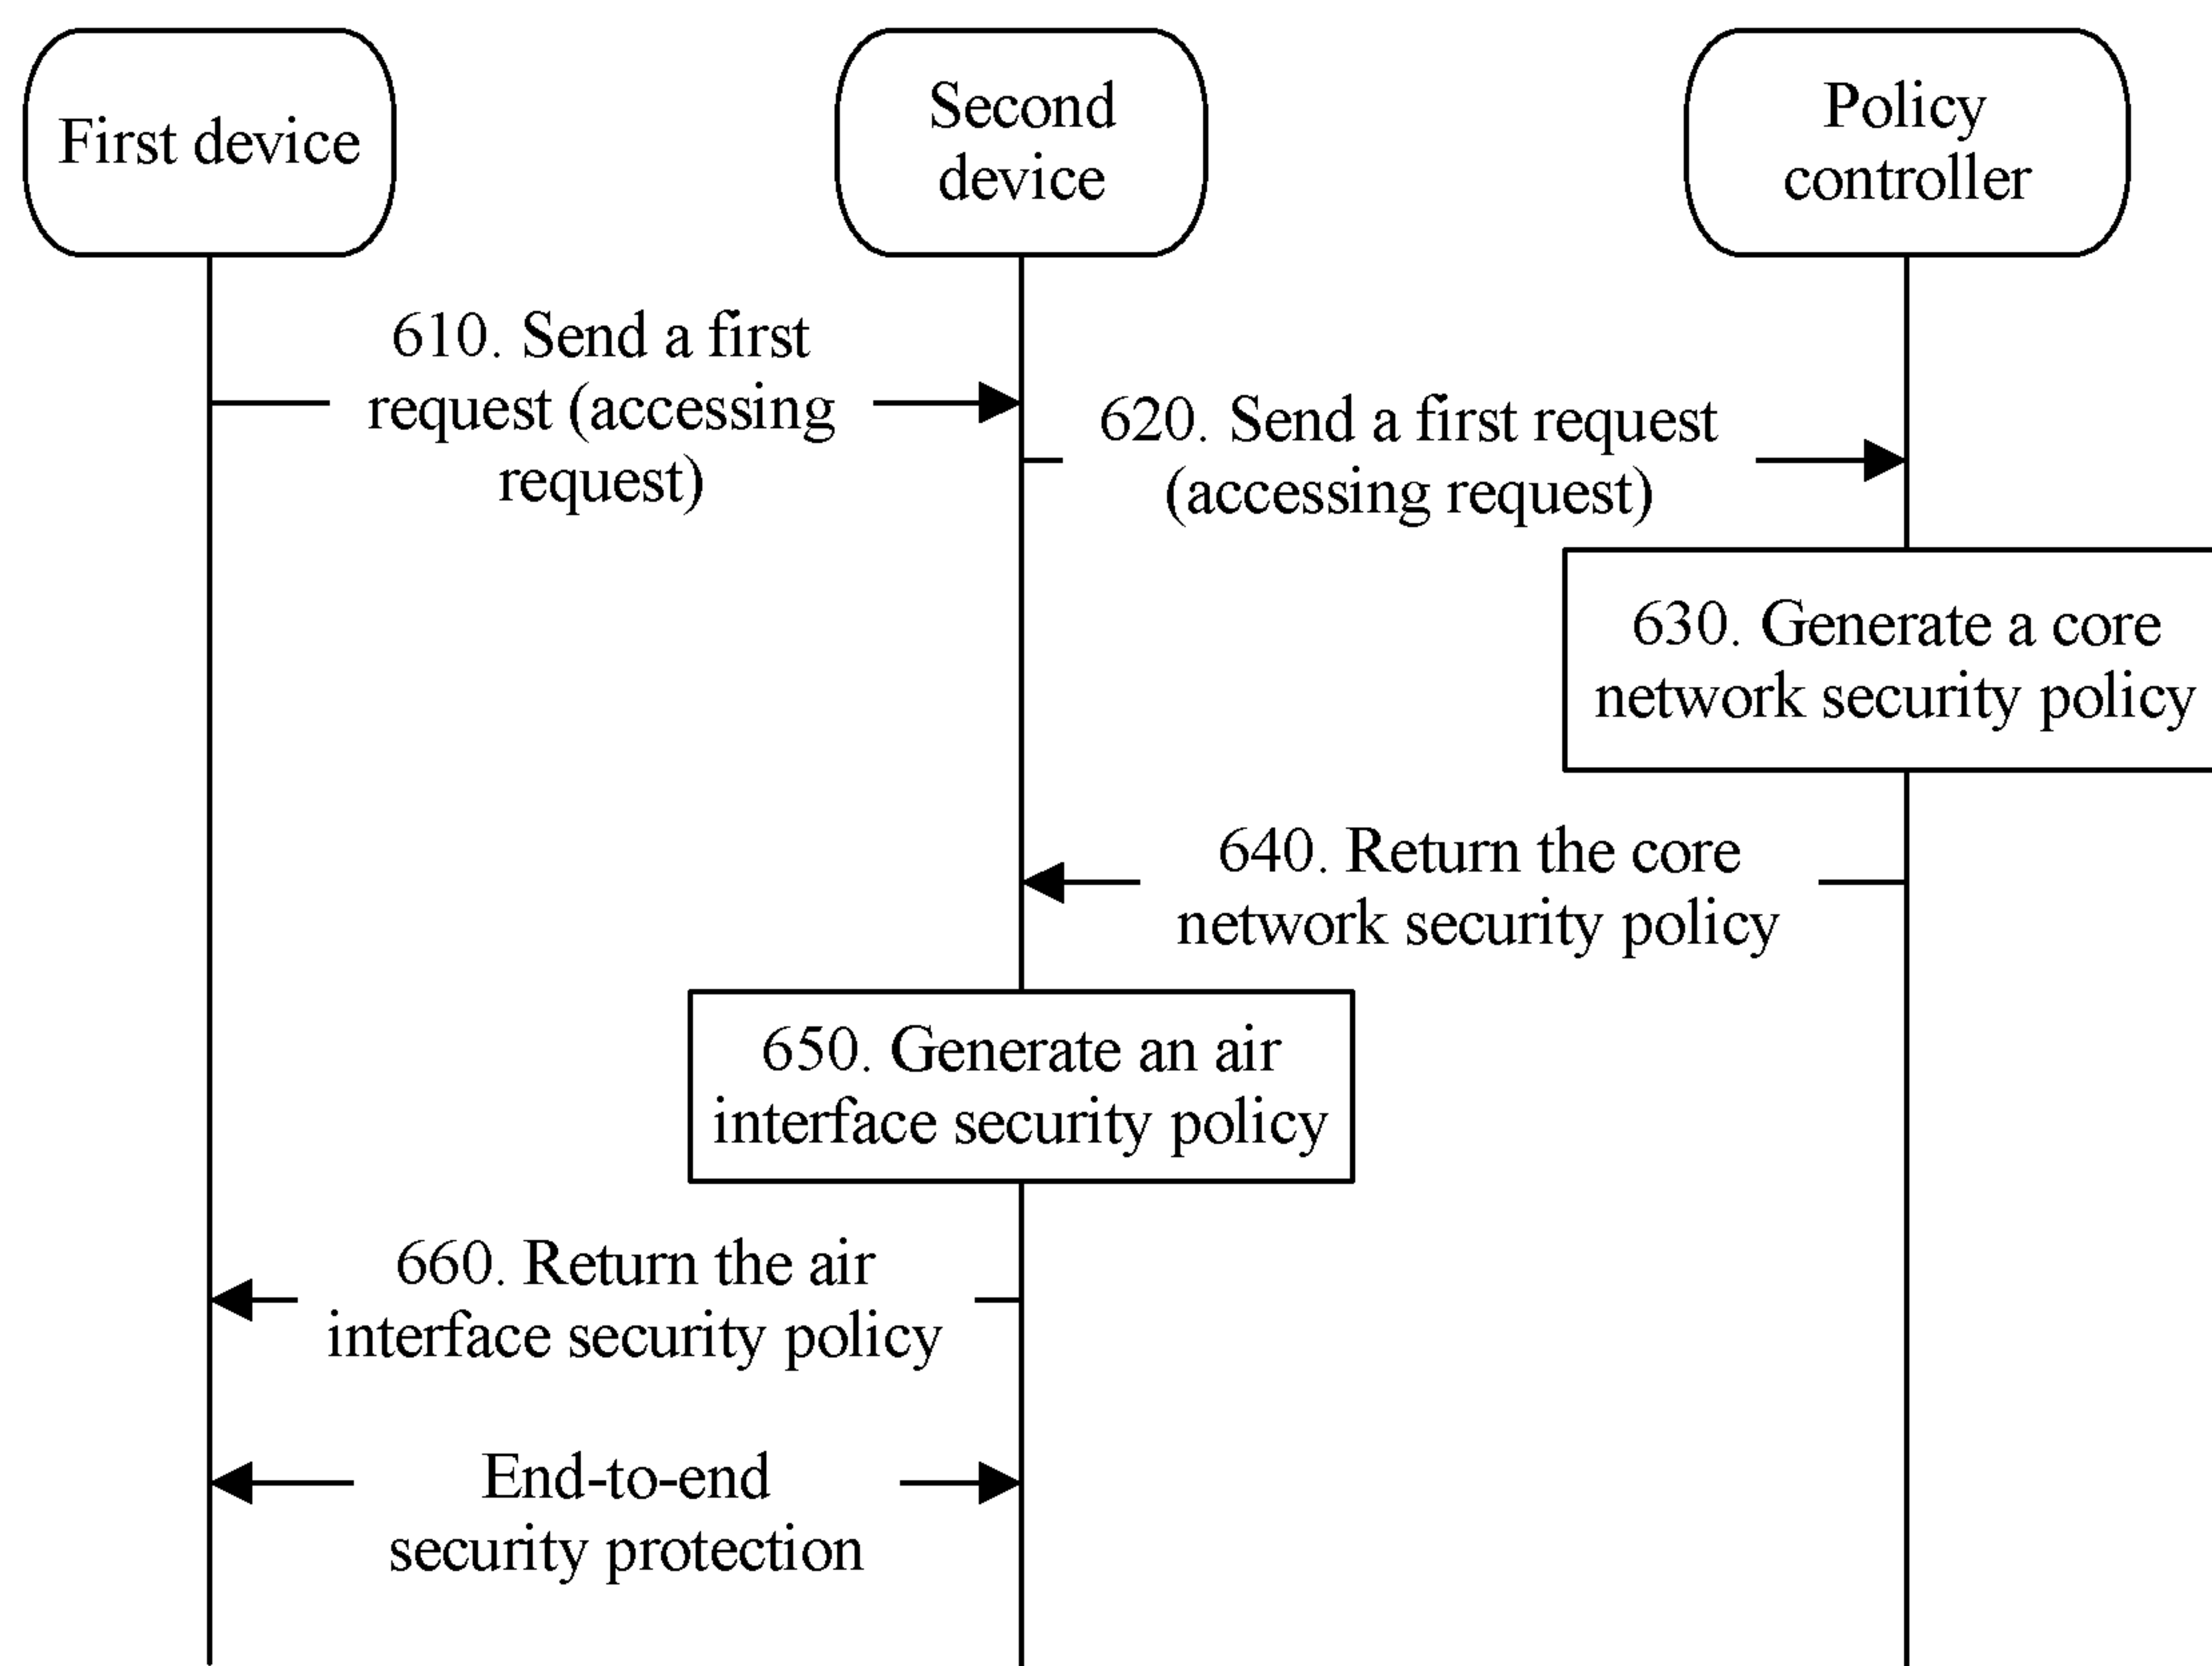 First device
Second
device
Policy
controller
610. Send a first
request (accessing
request)
620. Send a first request
(accessing request)
630. Generate a core
network security policy
640. Return the core
network security policy
650. Generate an air
interface security policy
660. Return the air
interface security policy
End-to-end
security protection